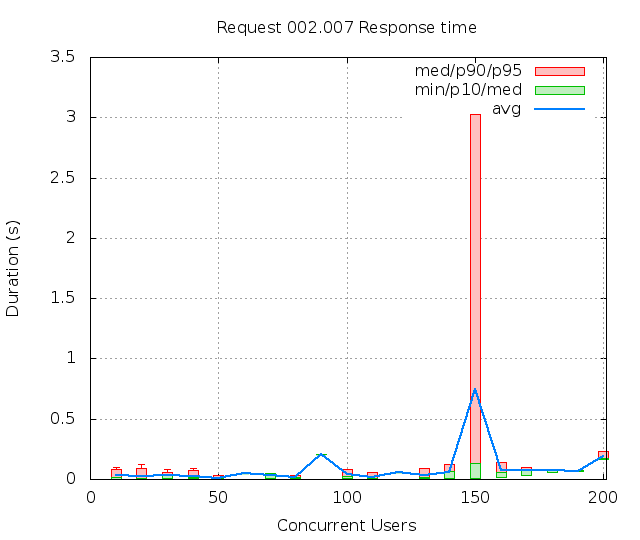 Request 002.007 Response time
3.5
3
2.5
2
1.5
1
0.5
0
med/p90/p95
min/p10/med
avg
Duration (s)
0
50
100
150
200
Concurrent Users